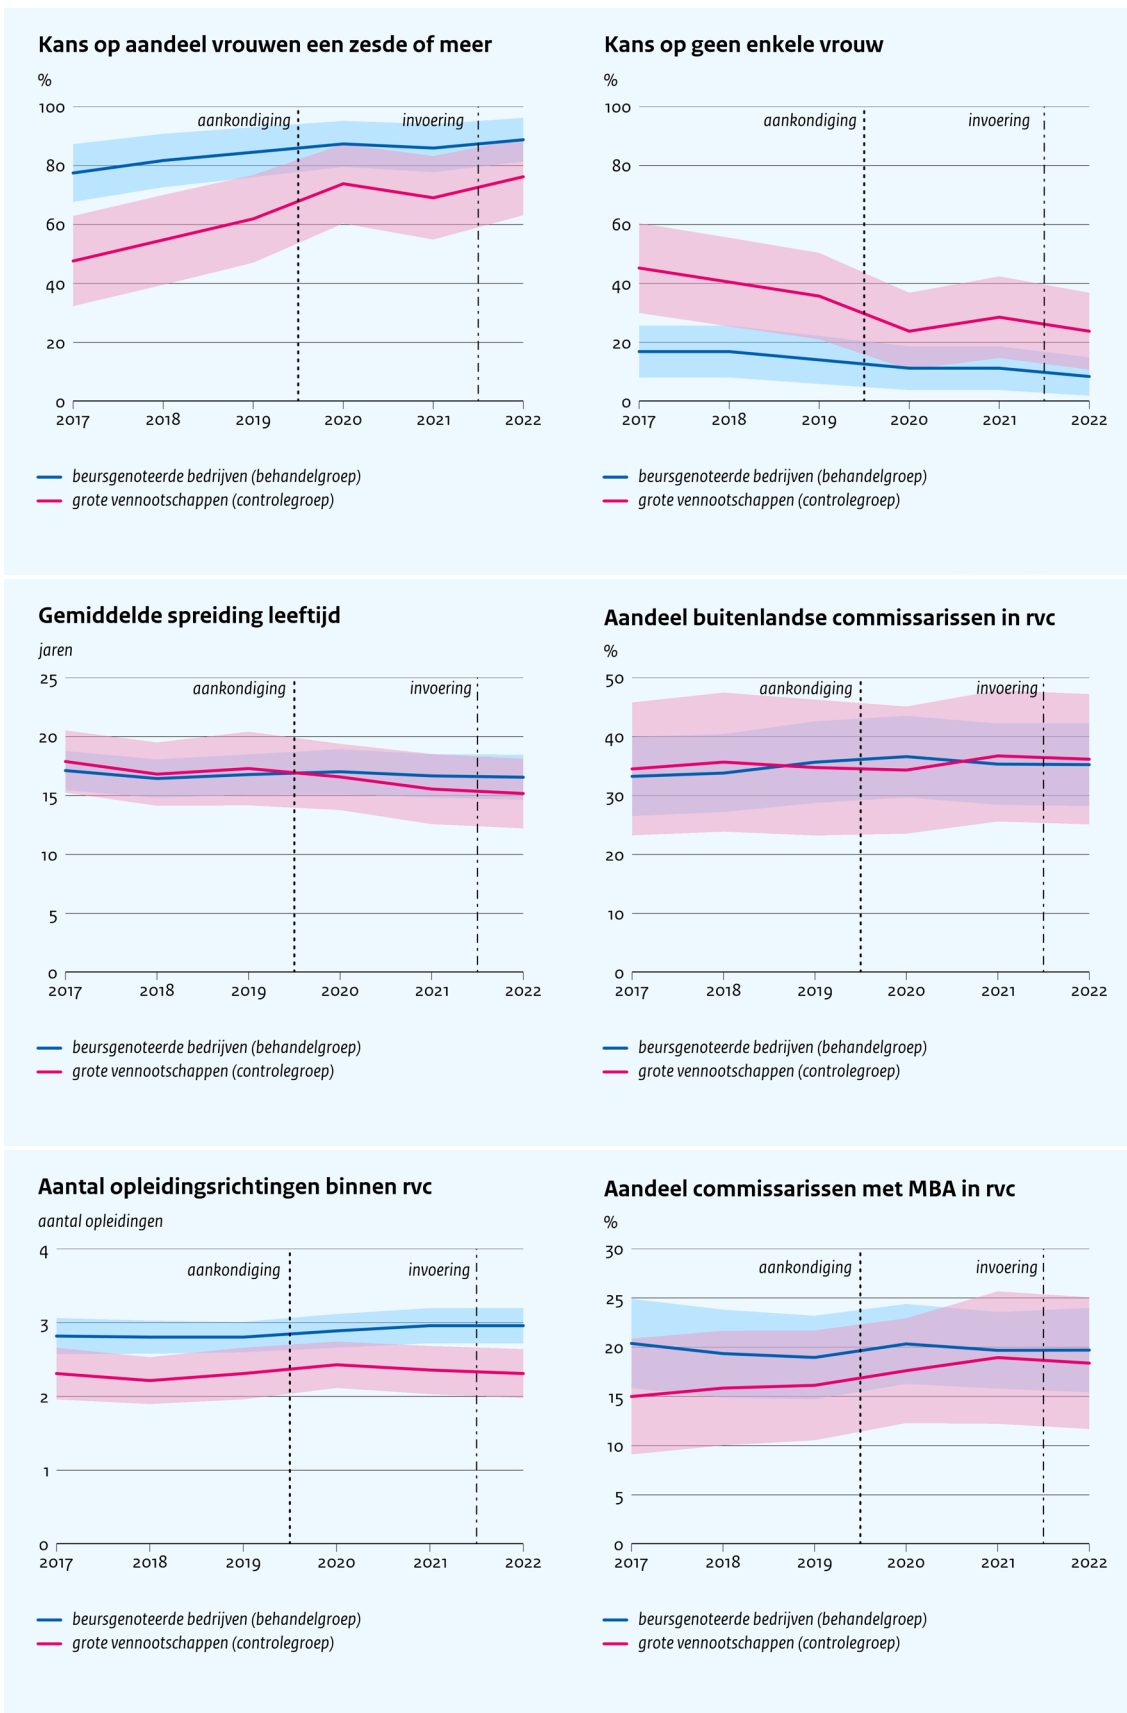 Kans op aandeel vrouwen een zesde of meer
%
100
80
60
40
20
0
aankondiging
invoering
2017 2018 2019 2020 2021 2022
beursgenoteerde bedrijven (behandelgroep)
grote vennootschappen (controlegroep)
Kans op geen enkele vrouw
%
100
80
60
40
20
0
aankondiging
invoering
2017 2018 2019 2020 2021 2022
beursgenoteerde bedrijven (behandelgroep)
grote vennootschappen (controlegroep)
Gemiddelde spreiding leeftijd
jaren
25
20
15
10
5
0
aankondiging
invoering
2017 2018 2019 2020 2021 2022
beursgenoteerde bedrijven (behandelgroep)
grote vennootschappen (controlegroep)
Aandeel buitenlandse commissarissen in rvc
%
50
40
30
20
10
0
aankondiging
invoering
2017 2018 2019 2020 2021 2022
beursgenoteerde bedrijven (behandelgroep)
grote vennootschappen (controlegroep)
Aantal opleidingsrichtingen binnen rvc
aantal opleidingen
4
3
2
1
0
aankondiging
invoering
2017 2018 2019 2020 2021 2022
beursgenoteerde bedrijven (behandelgroep)
grote vennootschappen (controlegroep)
Aandeel commissarissen met MBA in rvc
%
30
25
20
15
10
5
0
aankondiging
invoering
2017 2018 2019 2020 2021 2022
beursgenoteerde bedrijven (behandelgroep)
grote vennootschappen (controlegroep)